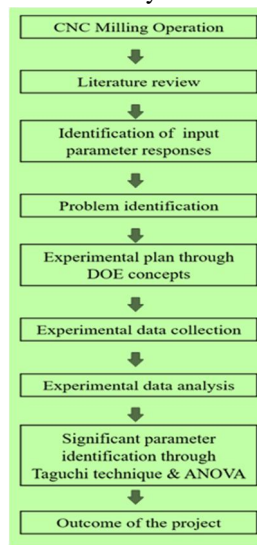 CNC Milling Operation
Literature review
Identification of input
parameter responses
Problem identification
Experimental plan through
DOE concepts
Experimental data collection
Experimental data analysis
Significant parameter
identification through
Taguchi technique & ANOVA
Outcome of the project